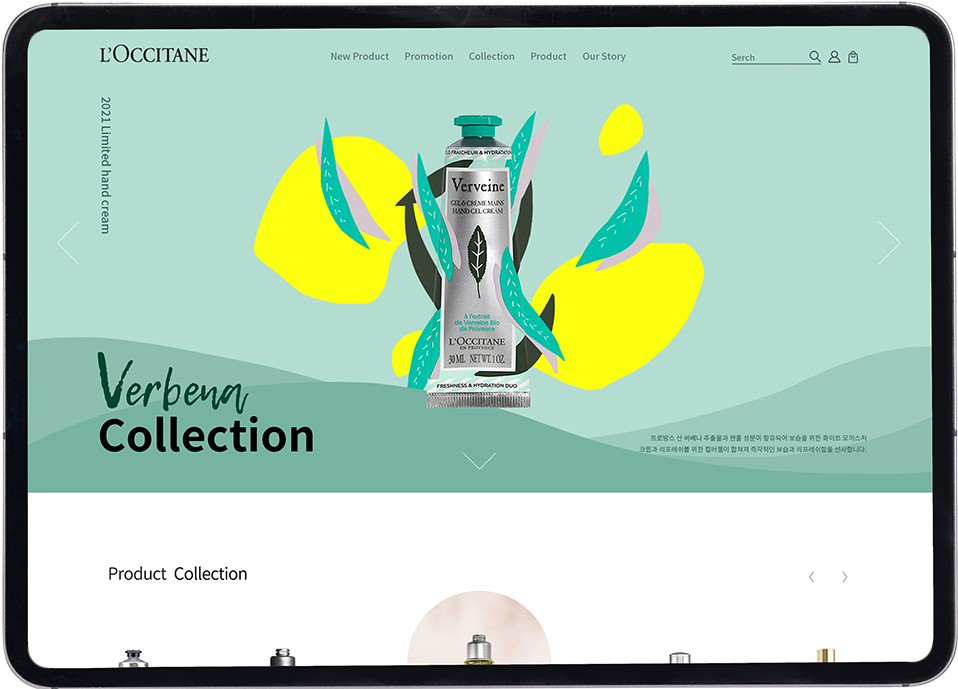 L'OCCITANE
New Product Promotion Collection Product Our Story
Serch
2021 Limited hand cream
LO FRAICHEUR & HYDRATATIO
Verveine
GEL & CREME MAINS
HAND GEL CREAM
à l'extrait
de Verveine Bio
de Provence
L'OCCITANE
EN PROVENCE
30 ML NET WT. 1 OZ.
FRESHNESS & HYDRATION DUO
Verbena
Collection
프로방스 산 버베나 추출물과 멘톨 성분이 함유되어 보습을 위한 화이트 모이스처
크림과 리프레쉬를 위한 컬러젤이 합쳐져 즉각적인 보습과 리프레쉬함을 선사합니다.
Product Collection